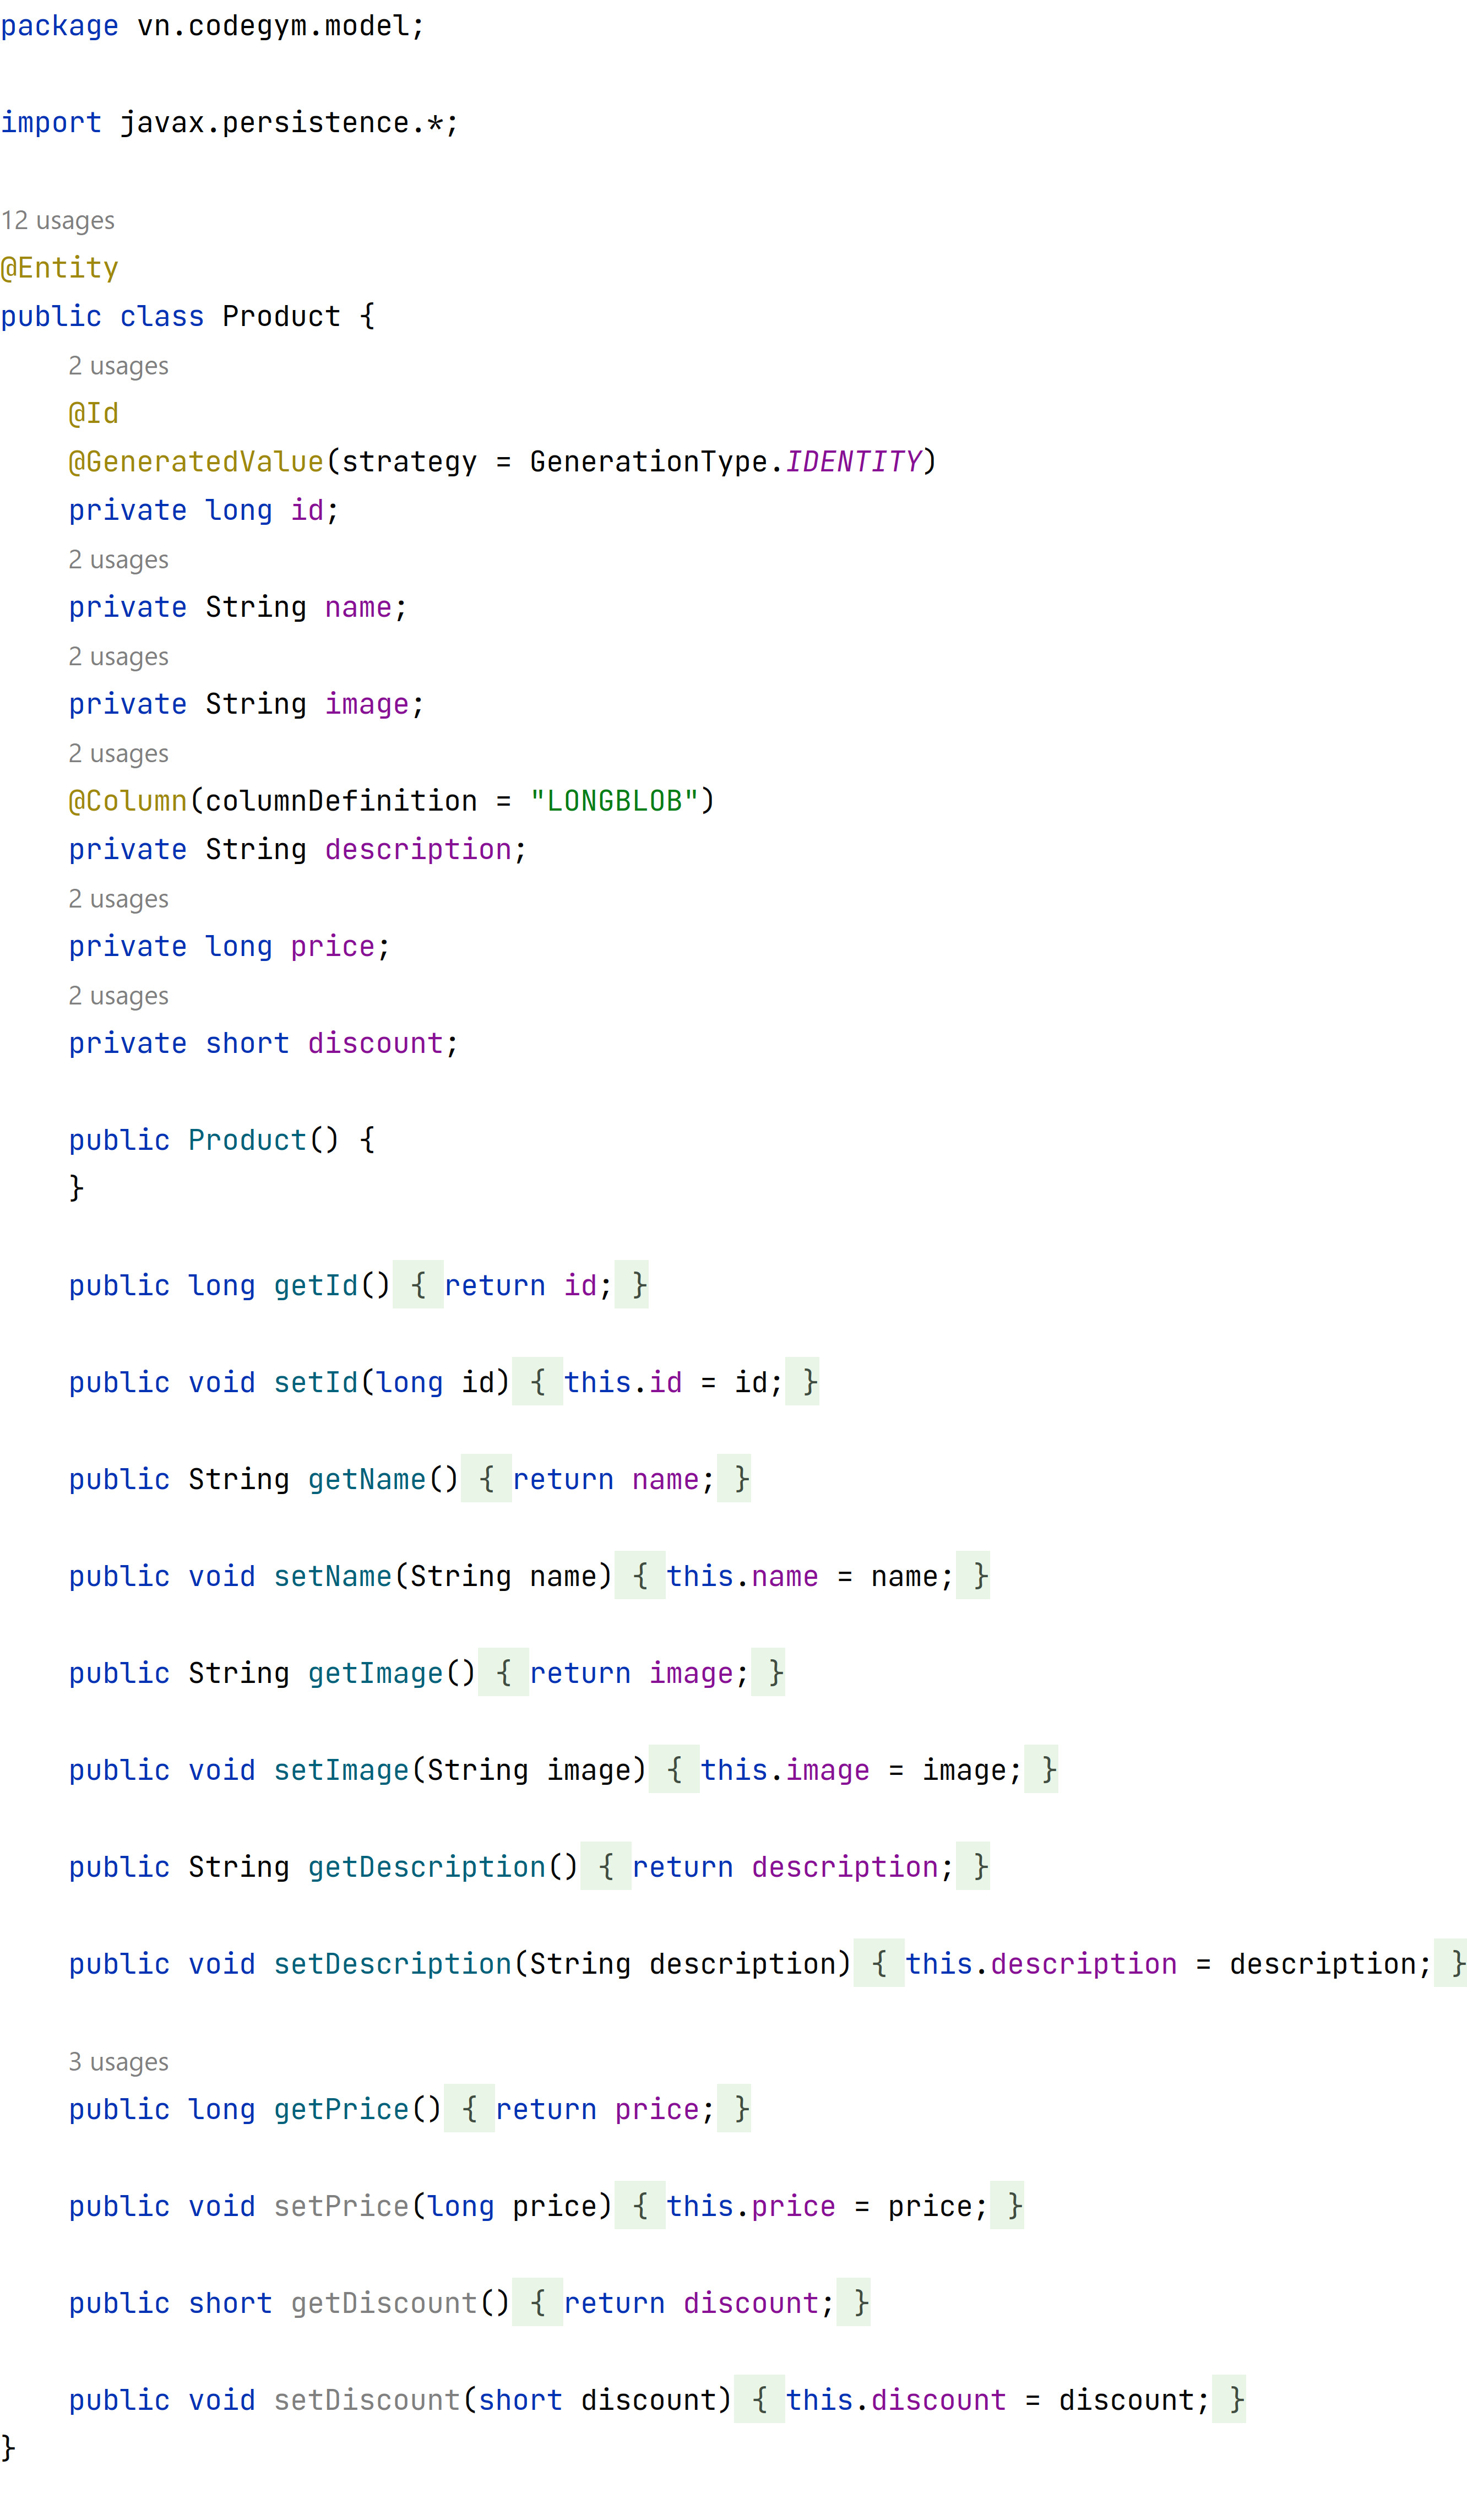 package vn.codegym.model;
import javax.persistence.*;
12 usages
@Entity
public class Product {
2 usages
@Id
@GeneratedValue(strategy = GenerationType.IDENTITY)
private long id;
2 usages
private String name;
2 usages
private String image;
2 usages
@Column(columnDefinition = "LONGBLOB")
private String description;
2 usages
private long price;
2 usages
private short discount;
public Product() {
}
public long getId() { return id; }
public void setId(long id) { this.id = id; }
public String getName() { return name; }
public void setName(String name) { this.name = name; }
public String getImage() { return image; }
public void setImage(String image) { this.image = image; }
public String getDescription() { return description; }
public void setDescription(String description) { this.description = description; }
3 usages
public long getPrice() { return price; }
public void setPrice(long price) { this.price = price; }
public short getDiscount() { return discount; }
public void setDiscount(short discount) { this.discount = discount; }
}